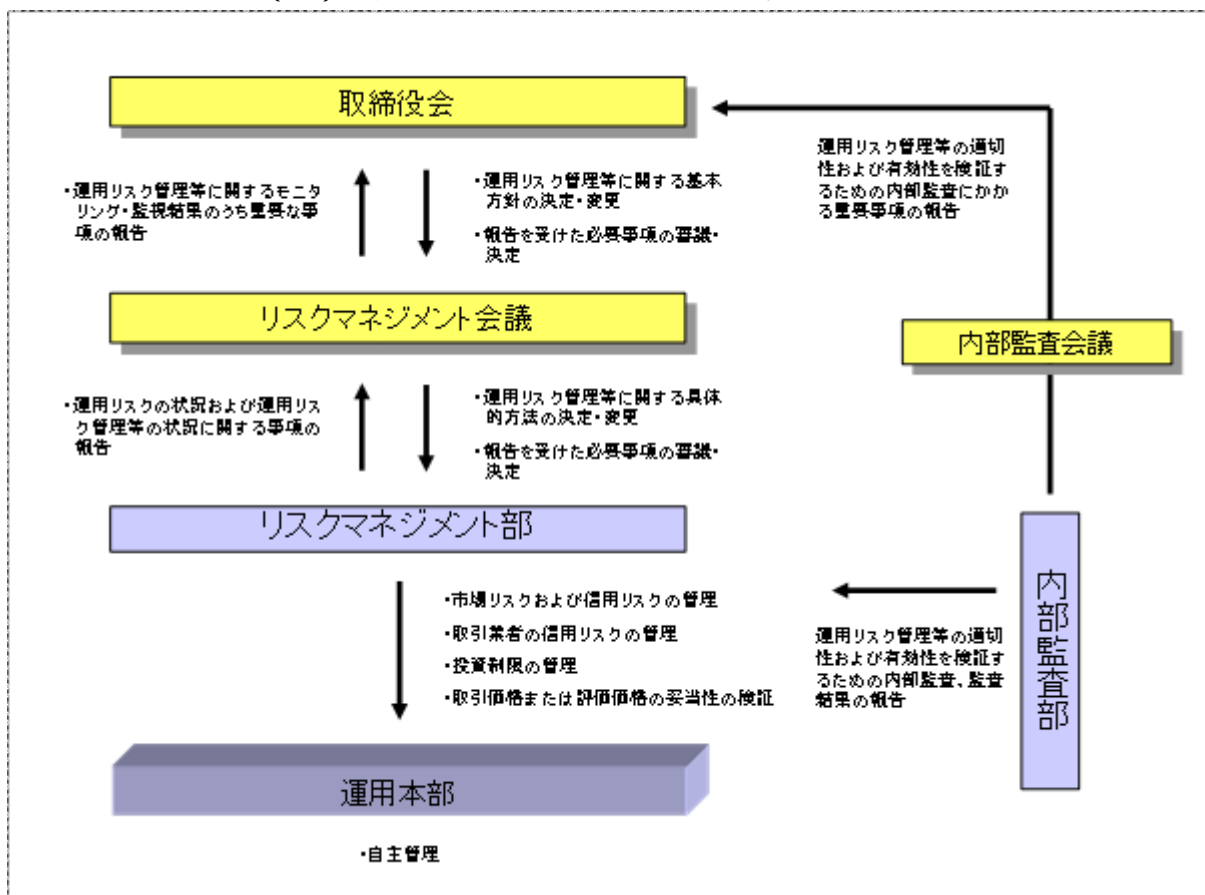 取締役会
・運用リスク管理等に関するモニタ
リング・監視結果のうち重要な事
項の報告
・運用リスク管理等に関する基本
方針の決定・変更
・報告を受けた必要事項の審議・
決定
運用リスク管理等の適切
性および有効性を検証す
るための内部監査にかか
る重要事項の報告
リスクマネジメント会議
内部監査会議
・運用リスクの状況および運用リス
ク管理等の状況に関する事項の
報告
・運用リスク管理等に関する具体
的方法の決定・変更
・報告を受けた必要事項の審議・
決定
リスクマネジメント部
・市場リスクおよび信用リスクの管理
・取引業者の信用リスクの管理
・投資制限の管理
・取引価格または評価価格の妥当性の検証
運用リスク管理等の適切
性および有効性を検証す
るための内部監査、監査
結果の報告
内部監査部
運用本部
・自主管理